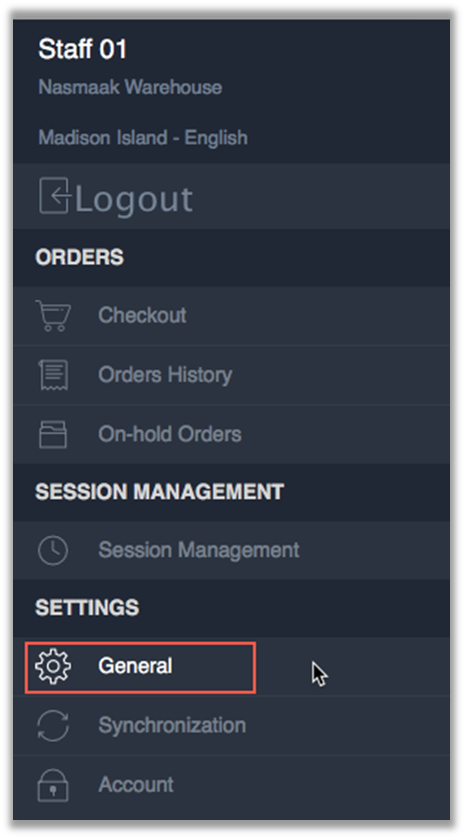 Staff 01
Nasmaak Warehouse
Madison Island - English
Logout
ORDERS
Checkout
Orders History
On-hold Orders
SESSION MANAGEMENT
Session Management
SETTINGS
General
Synchronization
Account